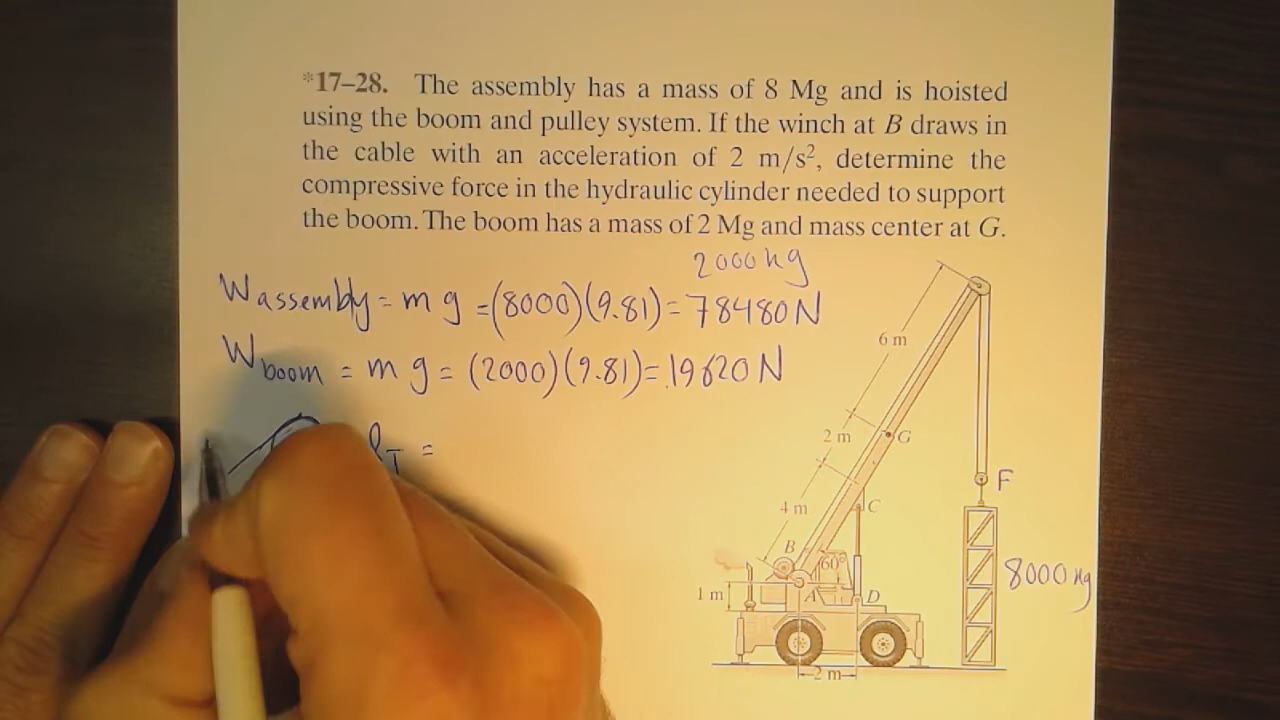 *17–28. The assembly has a mass of 8 Mg and is hoisted
using the boom and pulley system. If the winch at B draws in
the cable with an acceleration of 2 m/s², determine the
compressive force in the hydraulic cylinder needed to support
the boom. The boom has a mass of 2 Mg and mass center at G.
2000 kg
W assembly = m g = (8000)(9.81) = 78480 N
W boom = m g = (2000)(9.81) = 19620 N
l T =
6 m
2 m
G
4 m
C
F
B
60°
1 m
A
D
8000 kg
2 m